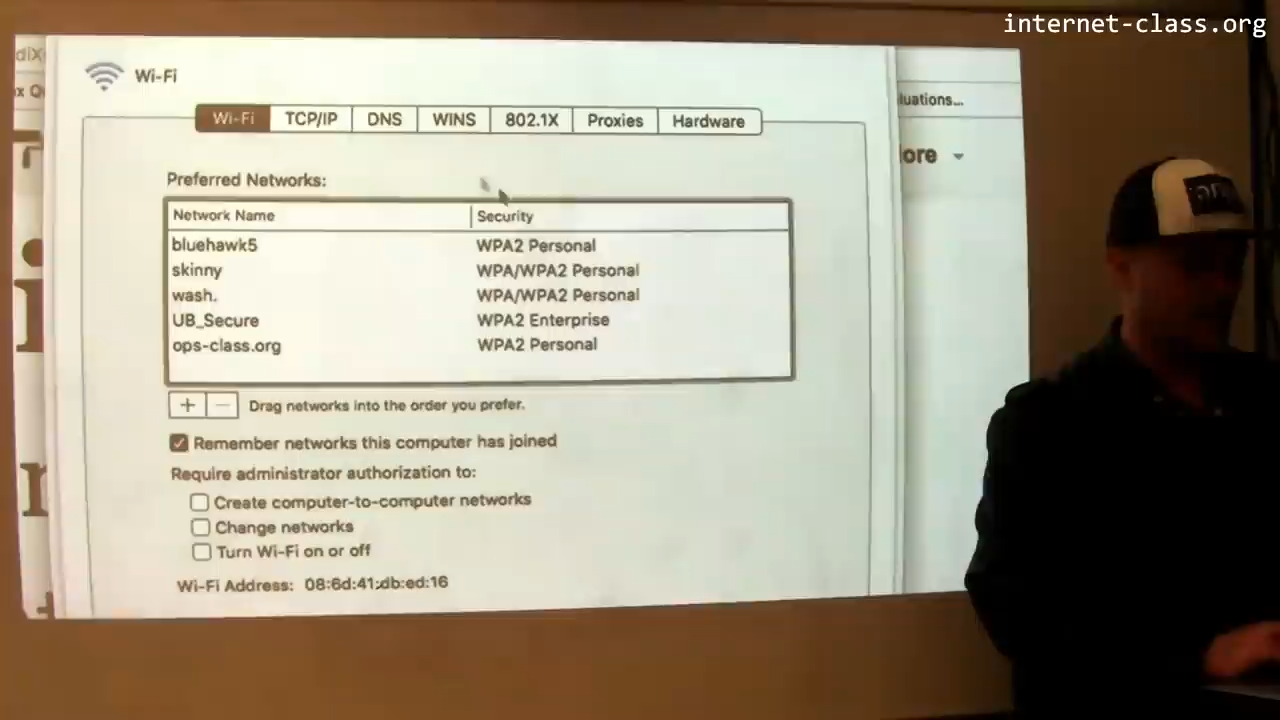 internet-class.org
Wi-Fi
Wi-Fi TCP/IP DNS WINS 802.1X Proxies Hardware
Preferred Networks:
Network Name Security
bluehawk5 WPA2 Personal
skinny WPA/WPA2 Personal
wash. WPA/WPA2 Personal
UB_Secure WPA2 Enterprise
ops-class.org WPA2 Personal
+ − Drag networks into the order you prefer.
Remember networks this computer has joined
Require administrator authorization to:
Create computer-to-computer networks
Change networks
Turn Wi-Fi on or off
Wi-Fi Address: 08:6d:41:db:ed:16